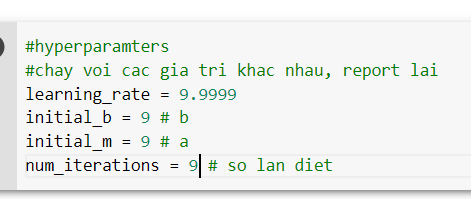 #hyperparamters
#chay voi cac gia tri khac nhau, report lai
learning_rate = 9.9999
initial_b = 9 # b
initial_m = 9 # a
num_iterations = 9 # so lan diet